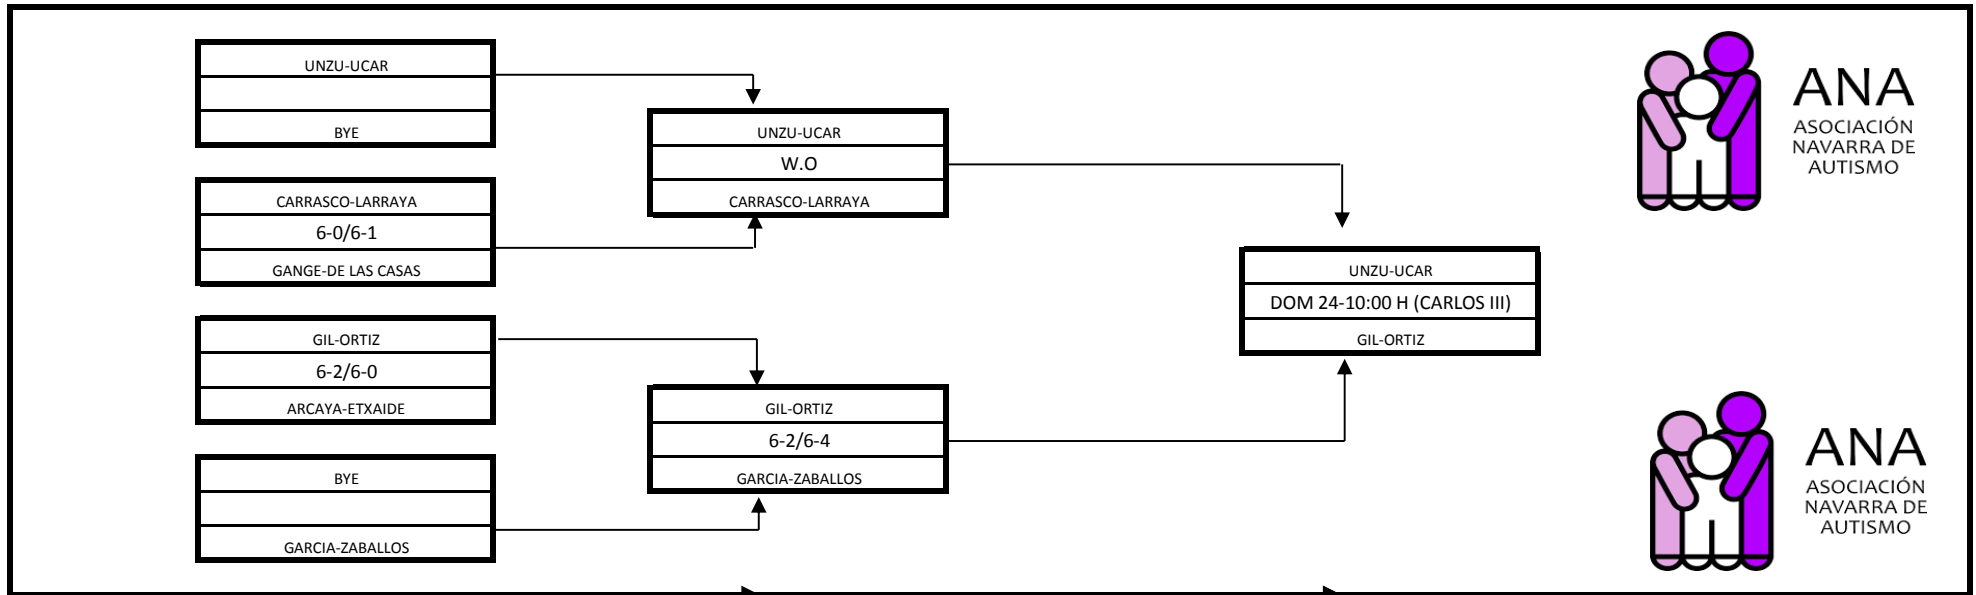 UNZU-UCAR
BYE
CARRASCO-LARRAYA
6-0/6-1
GANGE-DE LAS CASAS
GIL-ORTIZ
6-2/6-0
ARCAYA-ETXAIDE
BYE
GARCIA-ZABALLOS
UNZU-UCAR
W.O
CARRASCO-LARRAYA
GIL-ORTIZ
6-2/6-4
GARCIA-ZABALLOS
UNZU-UCAR
DOM 24-10:00 H (CARLOS III)
GIL-ORTIZ
ANA
ASOCIACIÓN
NAVARRA DE
AUTISMO
ANA
ASOCIACIÓN
NAVARRA DE
AUTISMO